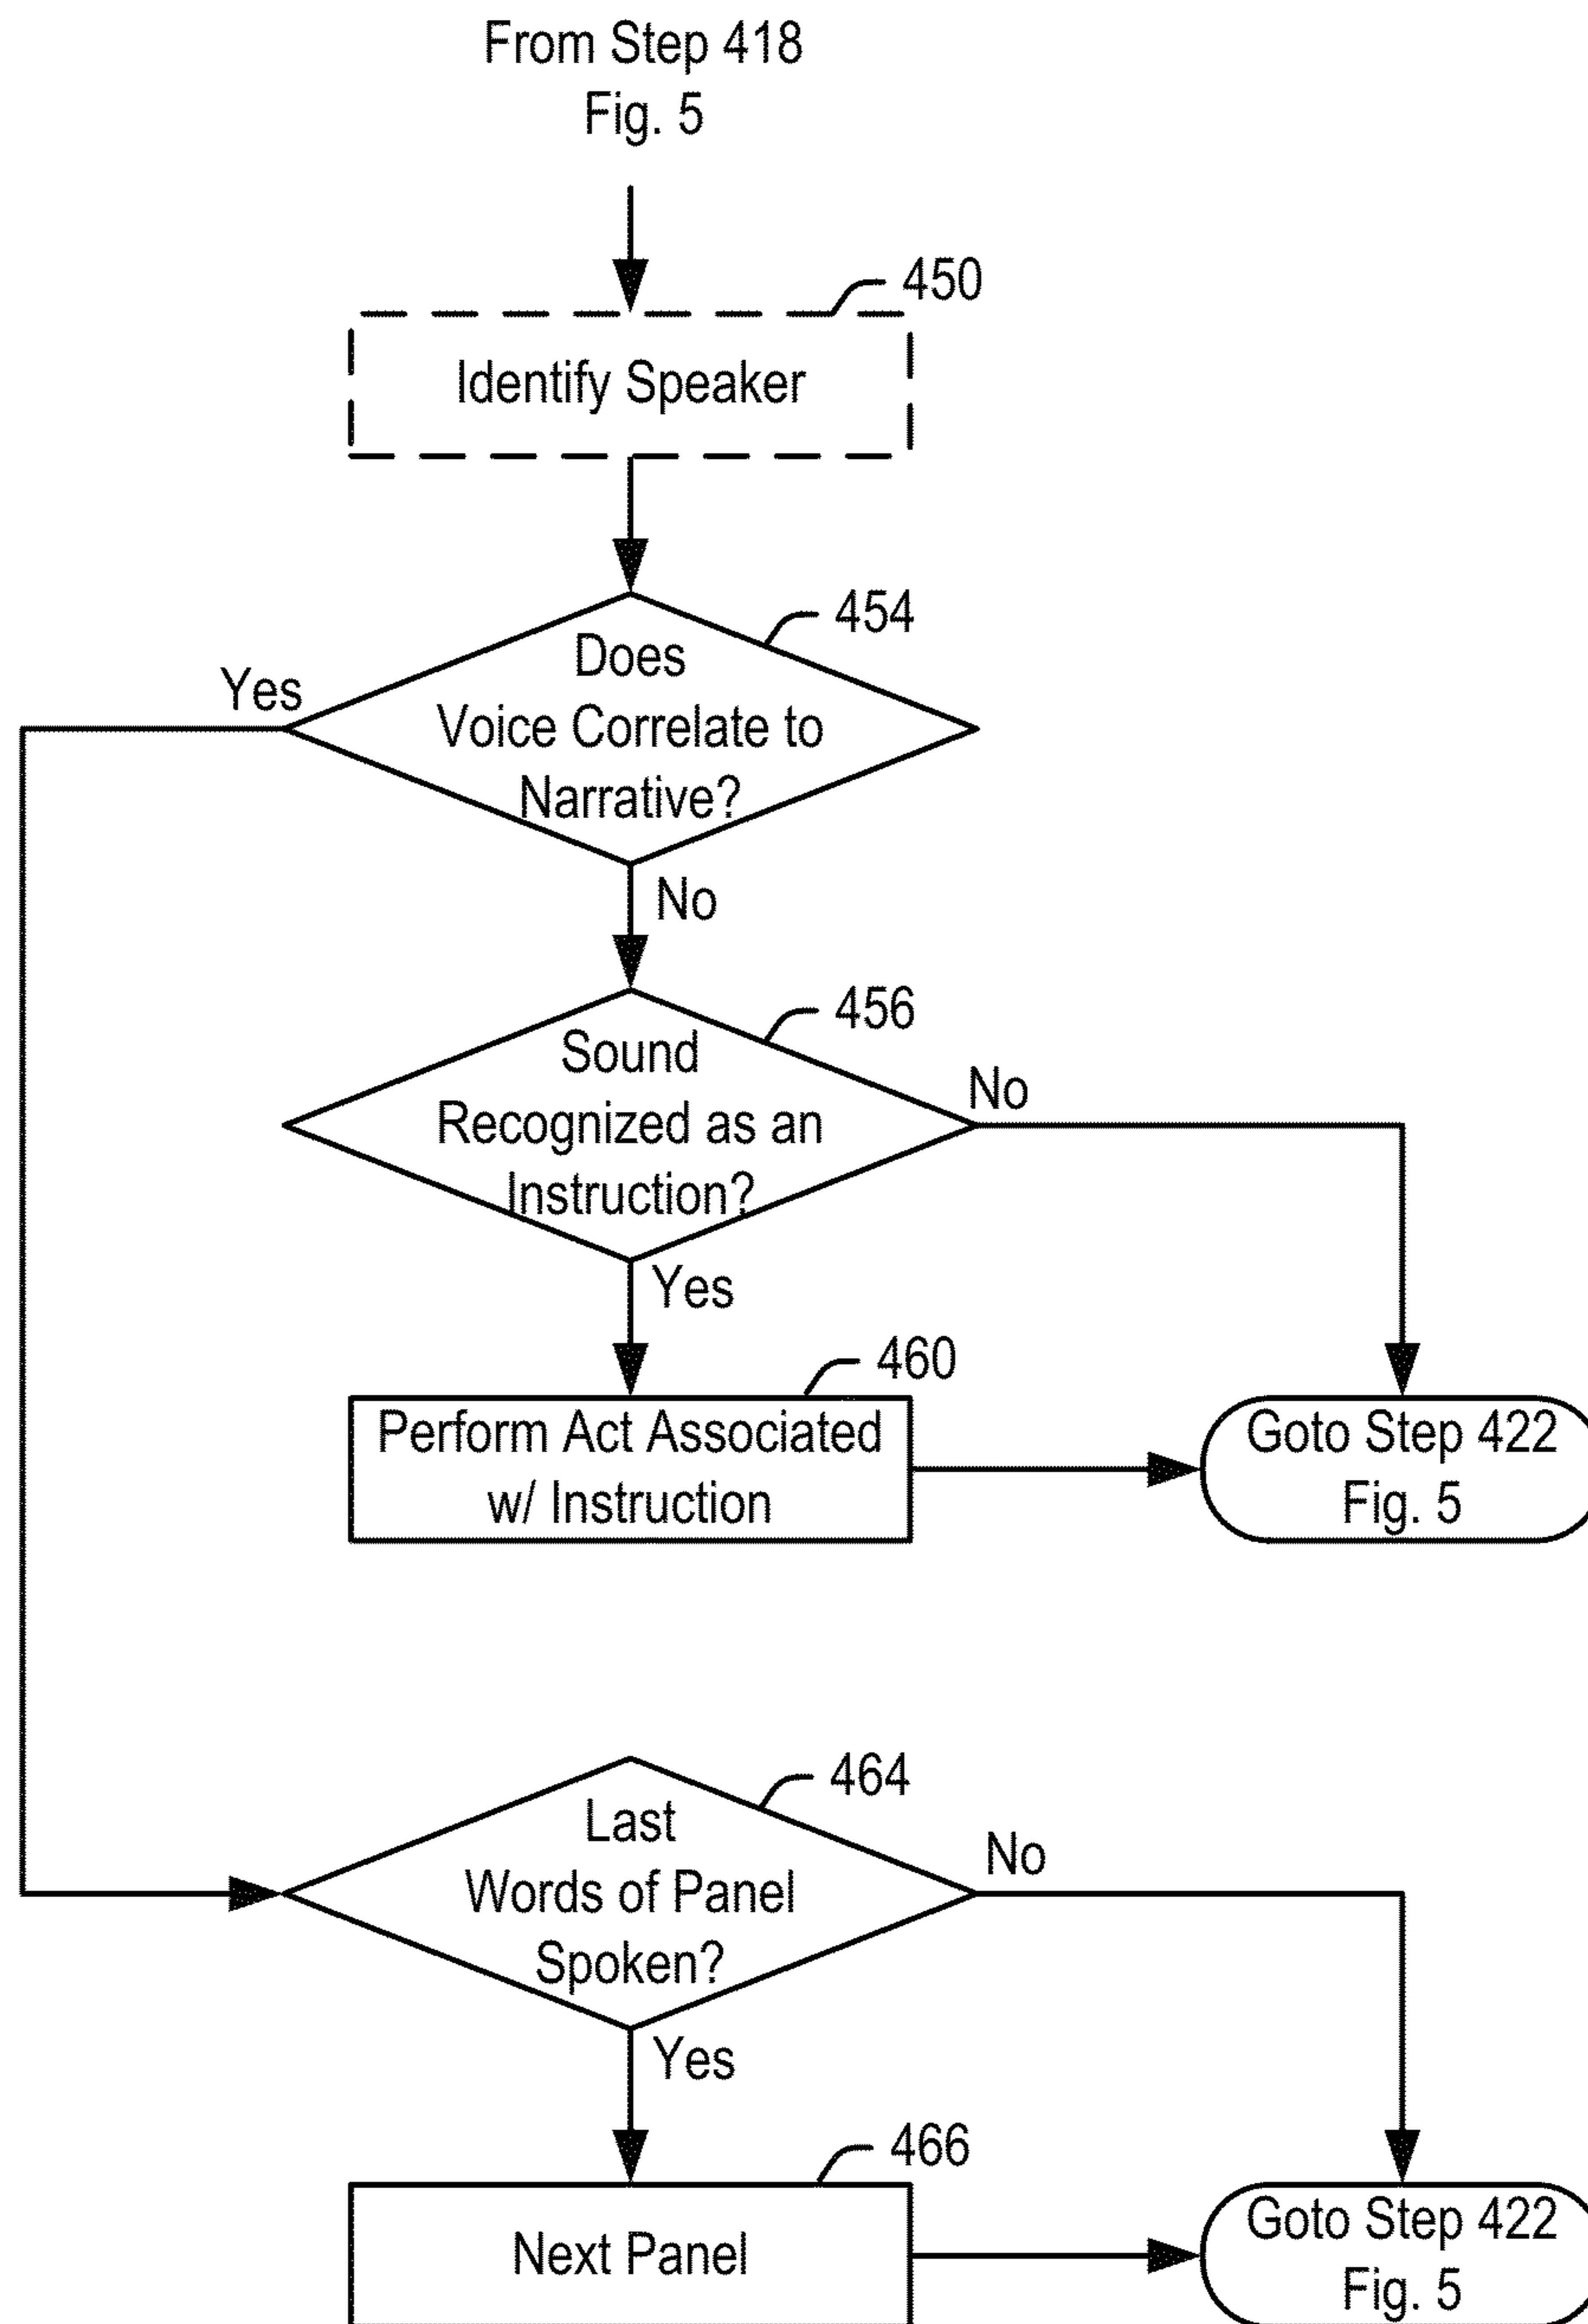 From Step 418
Fig. 5
450
Identify Speaker
454
Does
Voice Correlate to
Narrative?
Yes
No
456
Sound
Recognized as an
Instruction?
No
Yes
460
Perform Act Associated
w/ Instruction
Goto Step 422
Fig. 5
464
Last
Words of Panel
Spoken?
No
Yes
466
Next Panel
Goto Step 422
Fig. 5